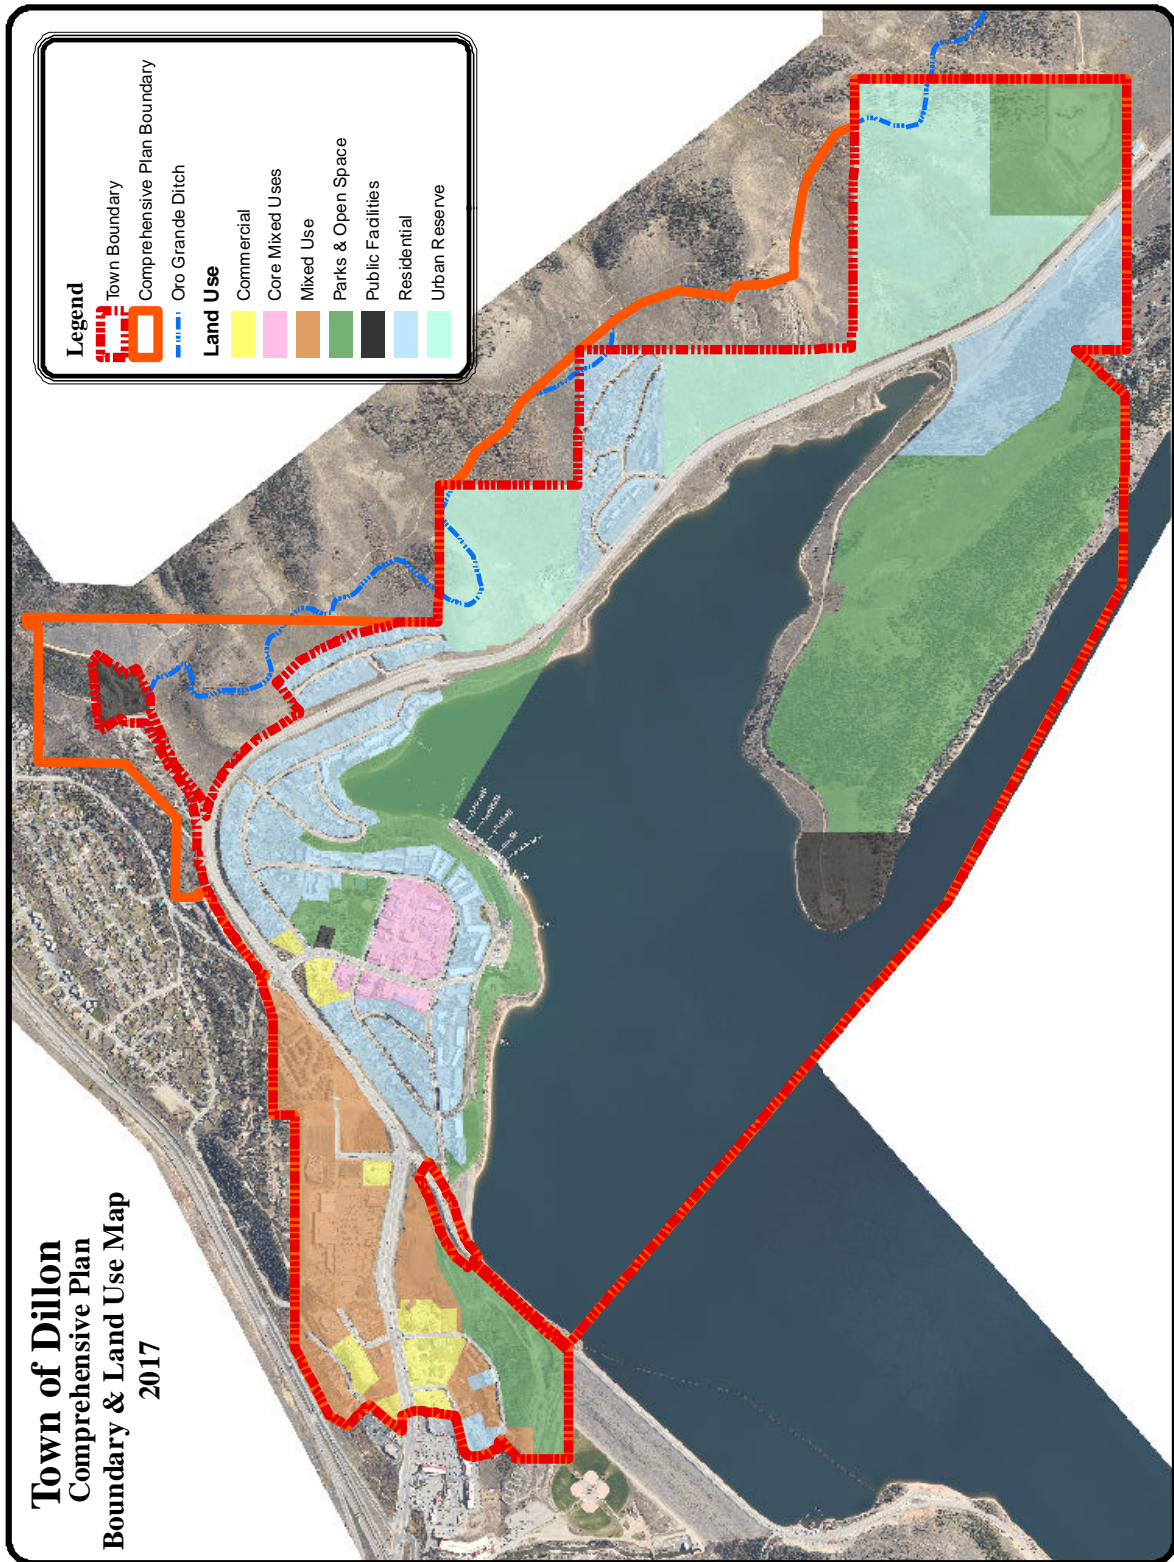 Town of Dillon
Comprehensive Plan
Boundary & Land Use Map
2017
Legend
Town Boundary
Comprehensive Plan Boundary
Oro Grande Ditch
Land Use
Commercial
Core Mixed Uses
Mixed Use
Parks & Open Space
Public Facilities
Residential
Urban Reserve